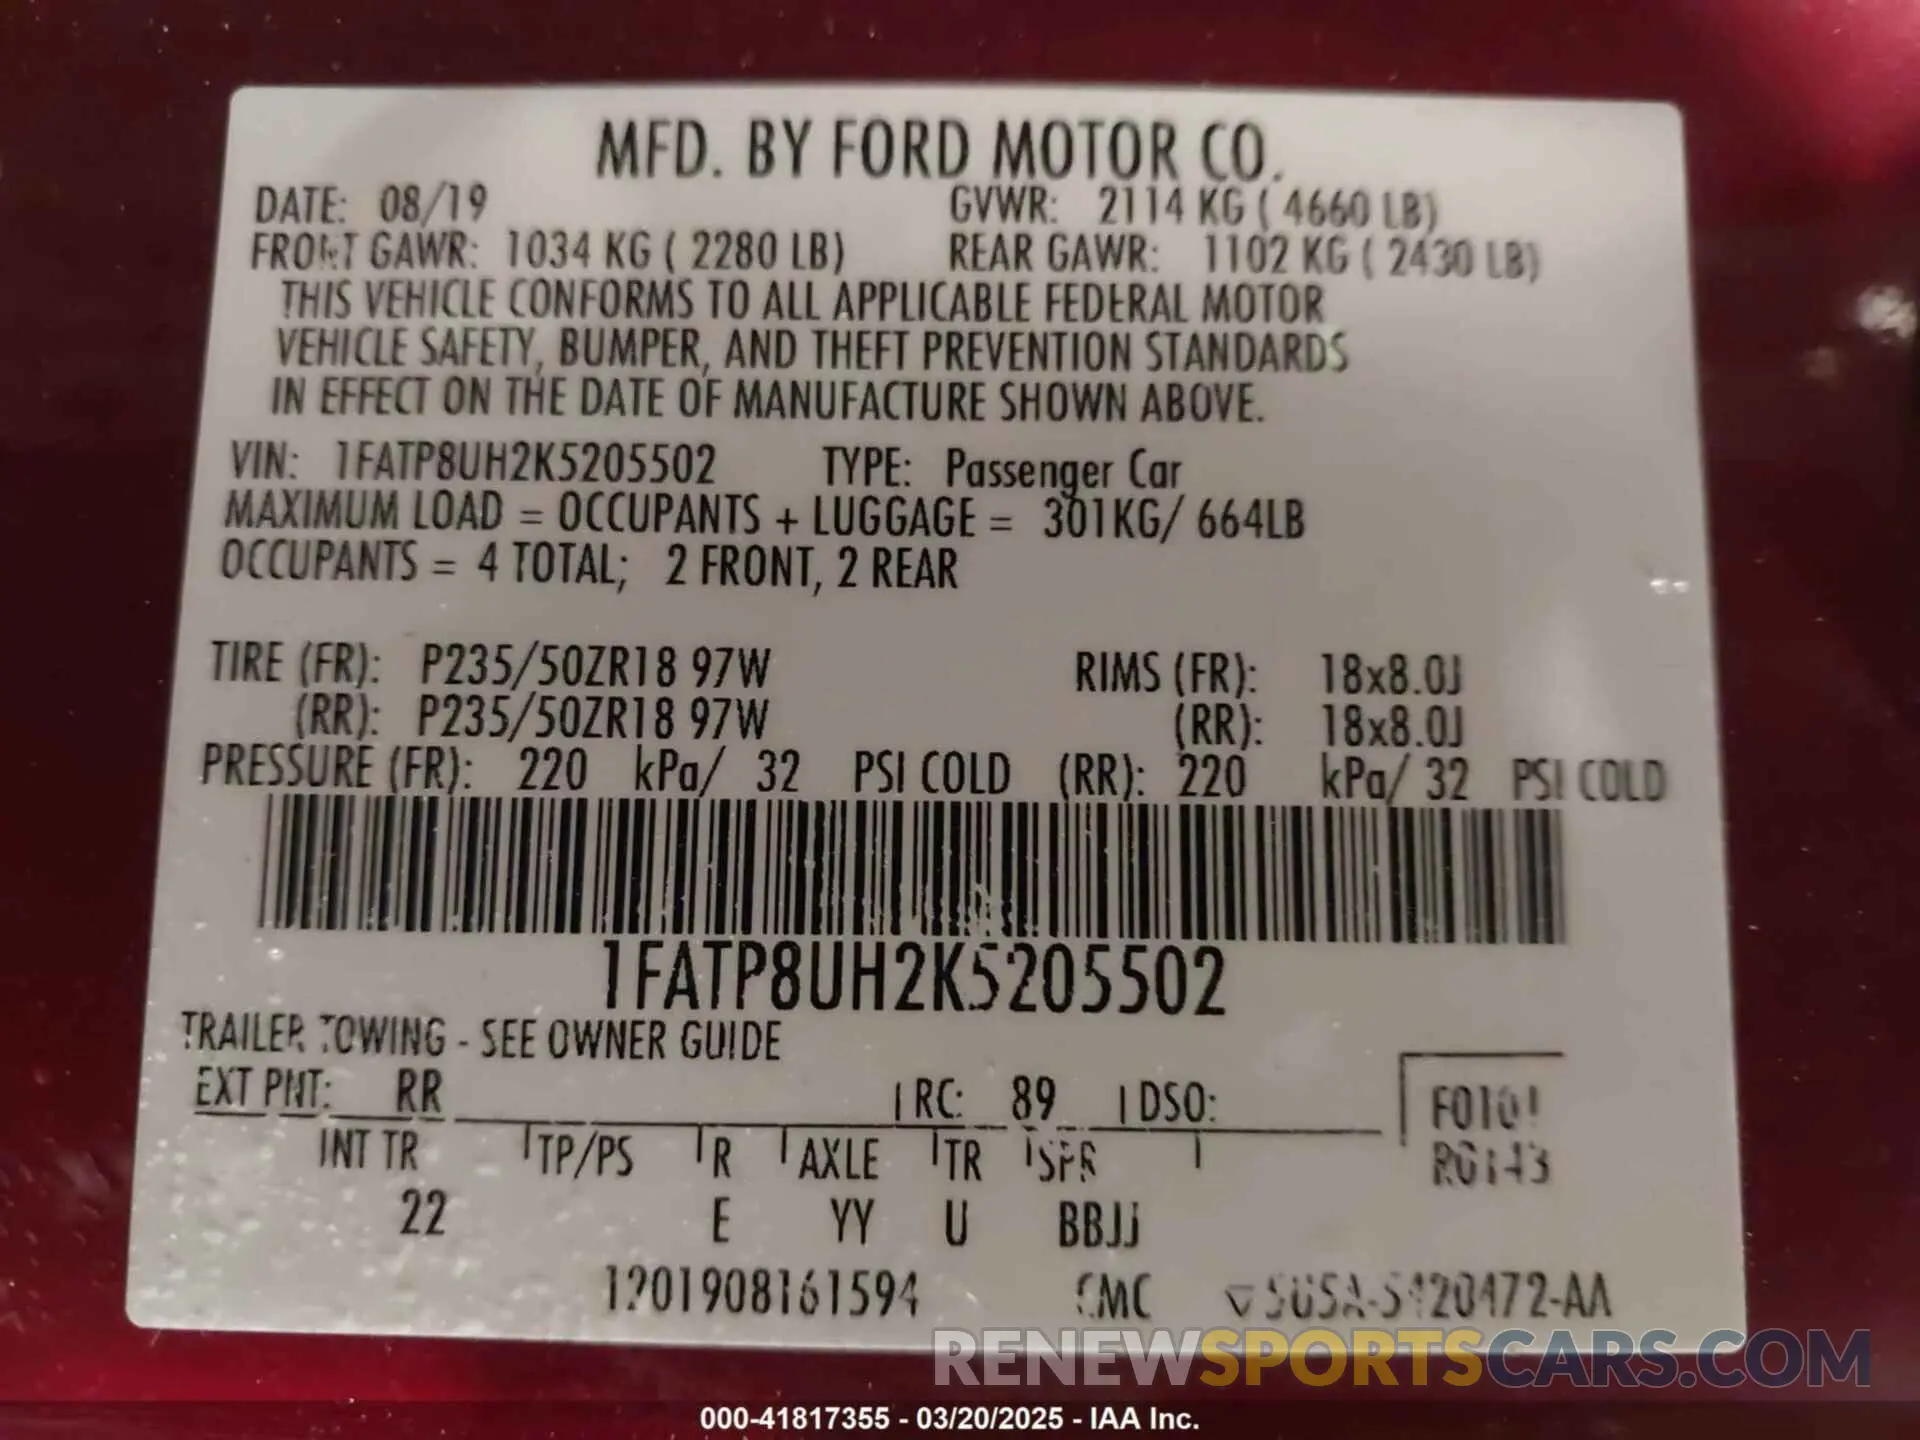 MFD. BY FORD MOTOR CO.
DATE: 08/19 GVWR: 2114 KG ( 4660 LB)
FRONT GAWR: 1034 KG ( 2280 LB) REAR GAWR: 1102 KG ( 2430 LB)
THIS VEHICLE CONFORMS TO ALL APPLICABLE FEDERAL MOTOR
VEHICLE SAFETY, BUMPER, AND THEFT PREVENTION STANDARDS
IN EFFECT ON THE DATE OF MANUFACTURE SHOWN ABOVE.
VIN: 1FATP8UH2K5205502 TYPE: Passenger Car
MAXIMUM LOAD = OCCUPANTS + LUGGAGE = 301KG/ 664LB
OCCUPANTS = 4 TOTAL; 2 FRONT, 2 REAR
TIRE (FR): P235/50ZR18 97W RIMS (FR): 18x8.0J
(RR): P235/50ZR18 97W (RR): 18x8.0J
PRESSURE (FR): 220 kPa/ 32 PSI COLD (RR): 220 kPa/ 32 PSI COLD
1FATP8UH2K5205502
TRAILER TOWING - SEE OWNER GUIDE
EXT PNT: RR RC: 89 DSO:
F0101
INT TR TP/PS R AXLE TR SPR
22 E YY U BBJJ
1201908161594
RENEWSPORTSCARS.COM
000-41817355 - 03/20/2025 - IAA Inc.